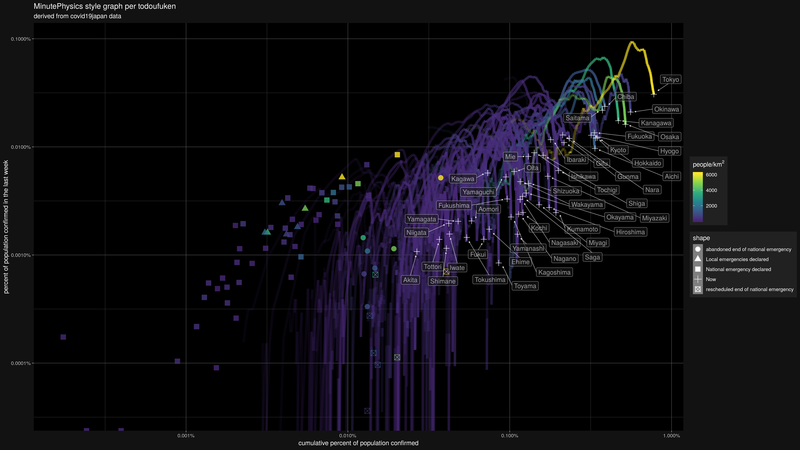 MinutePhysics style graph per todoufuken
derived from covid19japan data
0.1000%
0.0100%
0.0010%
0.0001%
percent of population confirmed in the last week
0.001%
0.010%
0.100%
1.000%
cumulative percent of population confirmed
Tokyo
Chiba
Okinawa
Saitama
Kanagawa
Fukuoka
Osaka
Kyoto
Hyogo
Mie
Ibaraki
Gifu
Hokkaido
Oita
Ishikawa
Gunma
Aichi
Kagawa
Yamaguchi
Shizuoka
Tochigi
Nara
Fukushima
Aomori
Wakayama
Shiga
Yamagata
Okayama
Miyazaki
Niigata
Kochi
Kumamoto
Hiroshima
Nagasaki
Miyagi
Fukui
Yamanashi
Nagano
Saga
Tottori
Iwate
Ehime
Kagoshima
Akita
Shimane
Tokushima
Toyama
people/km²
6000
4000
2000
shape
abandoned end of national emergency
Local emergencies declared
National emergency declared
Now
rescheduled end of national emergency